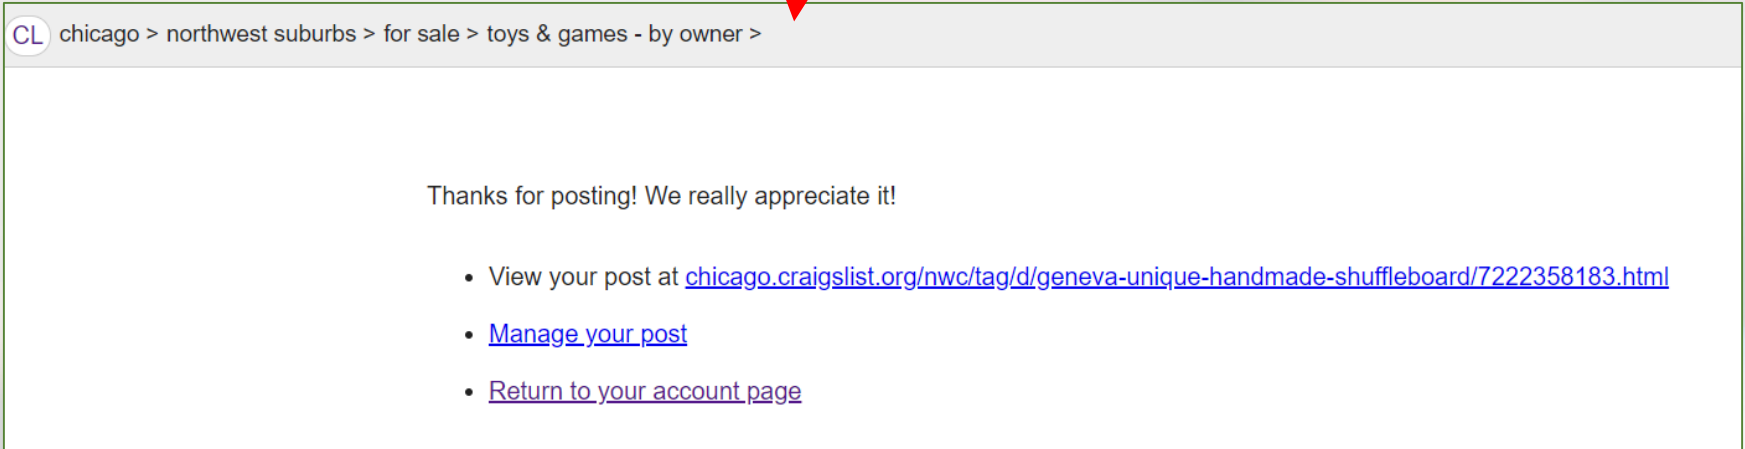 CL chicago > northwest suburbs > for sale > toys & games - by owner >
Thanks for posting! We really appreciate it!
• View your post at chicago.craigslist.org/nwc/tag/d/geneva-unique-handmade-shuffleboard/7222358183.html
• Manage your post
• Return to your account page